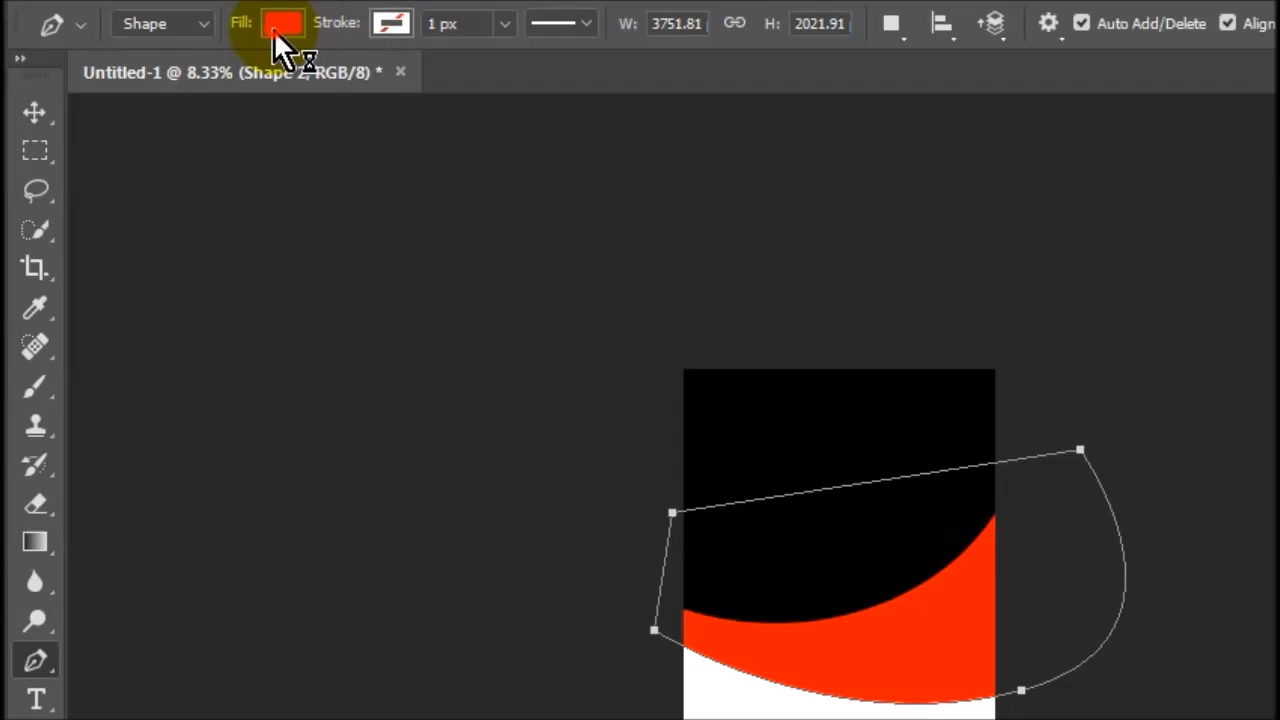 Shape Fill: Stroke: 1 px W: 3751.81 H: 2021.91 Auto Add/Delete Align
Untitled-1 @ 8.33% (Shape 2, RGB/8) *
T